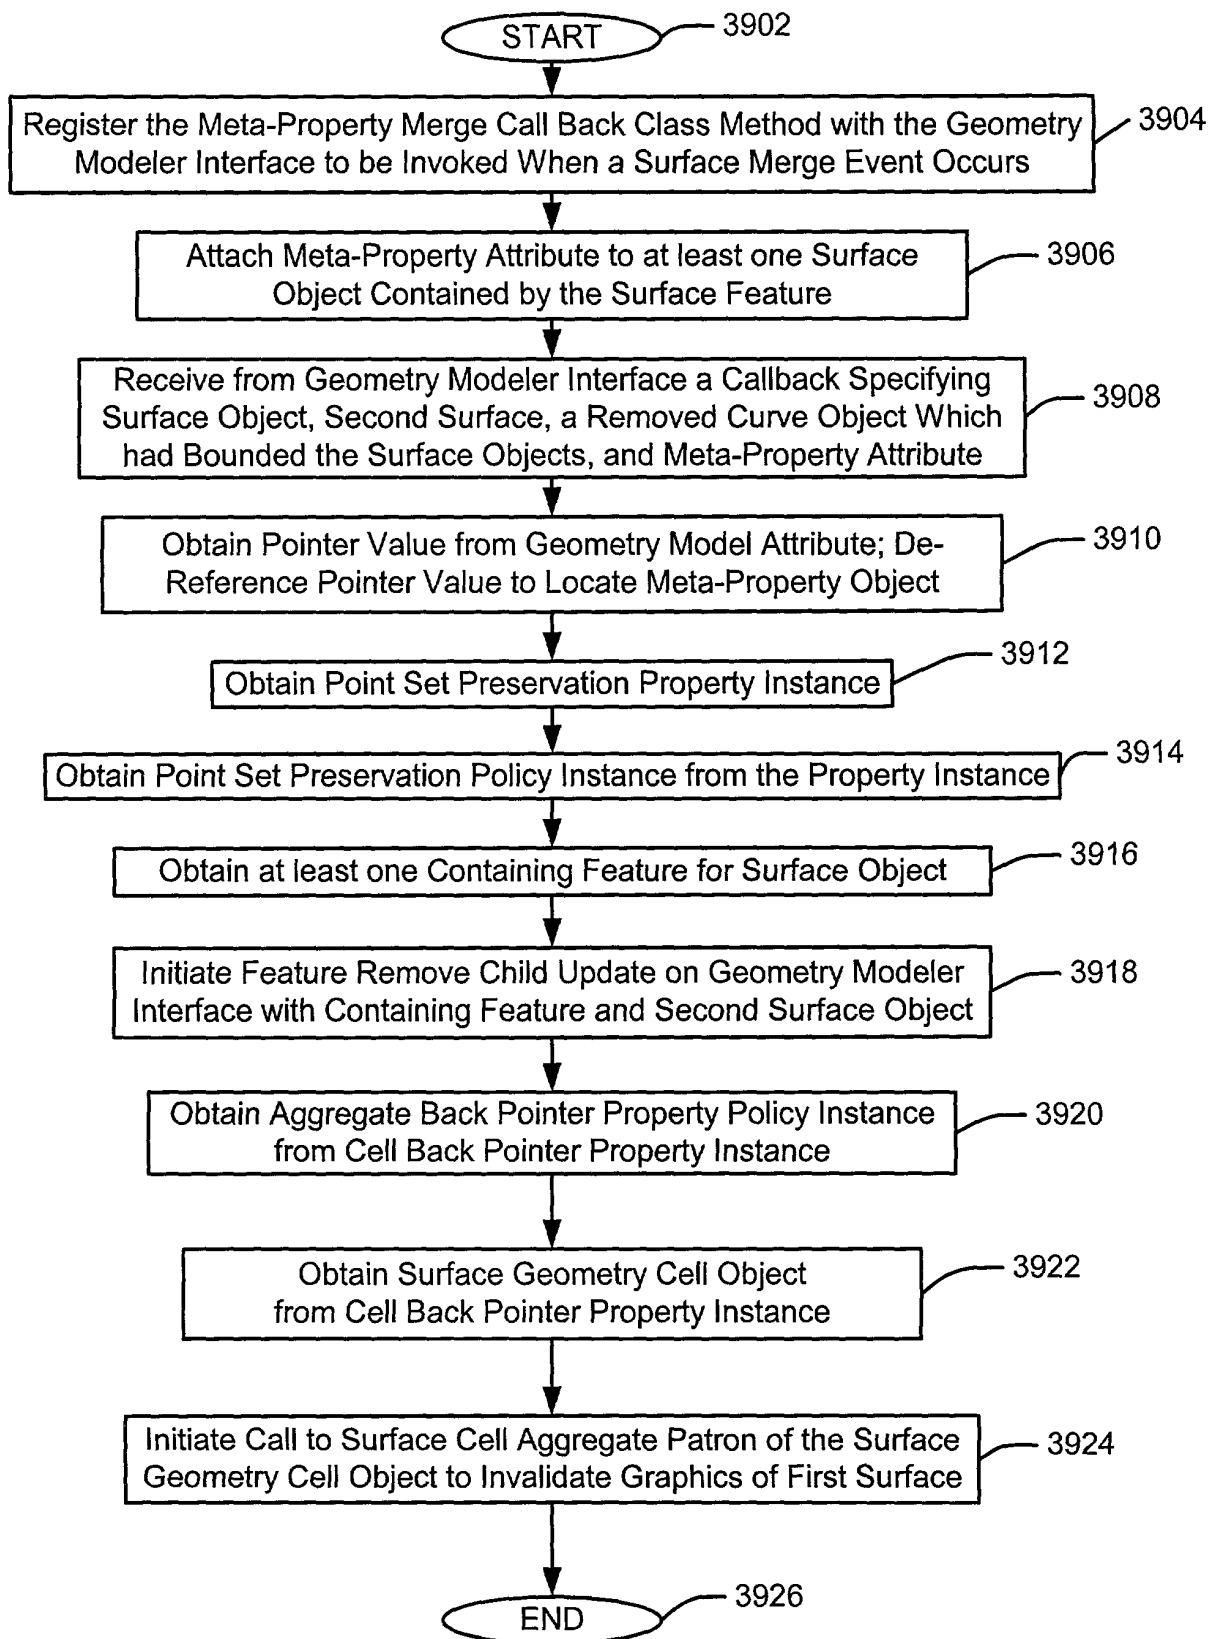 START
3902
Register the Meta-Property Merge Call Back Class Method with the Geometry
Modeler Interface to be Invoked When a Surface Merge Event Occurs
3904
Attach Meta-Property Attribute to at least one Surface
Object Contained by the Surface Feature
3906
Receive from Geometry Modeler Interface a Callback Specifying
Surface Object, Second Surface, a Removed Curve Object Which
had Bounded the Surface Objects, and Meta-Property Attribute
3908
Obtain Pointer Value from Geometry Model Attribute; De-
Reference Pointer Value to Locate Meta-Property Object
3910
Obtain Point Set Preservation Property Instance
3912
Obtain Point Set Preservation Policy Instance from the Property Instance
3914
Obtain at least one Containing Feature for Surface Object
3916
Initiate Feature Remove Child Update on Geometry Modeler
Interface with Containing Feature and Second Surface Object
3918
Obtain Aggregate Back Pointer Property Policy Instance
from Cell Back Pointer Property Instance
3920
Obtain Surface Geometry Cell Object
from Cell Back Pointer Property Instance
3922
Initiate Call to Surface Cell Aggregate Patron of the Surface
Geometry Cell Object to Invalidate Graphics of First Surface
3924
END
3926